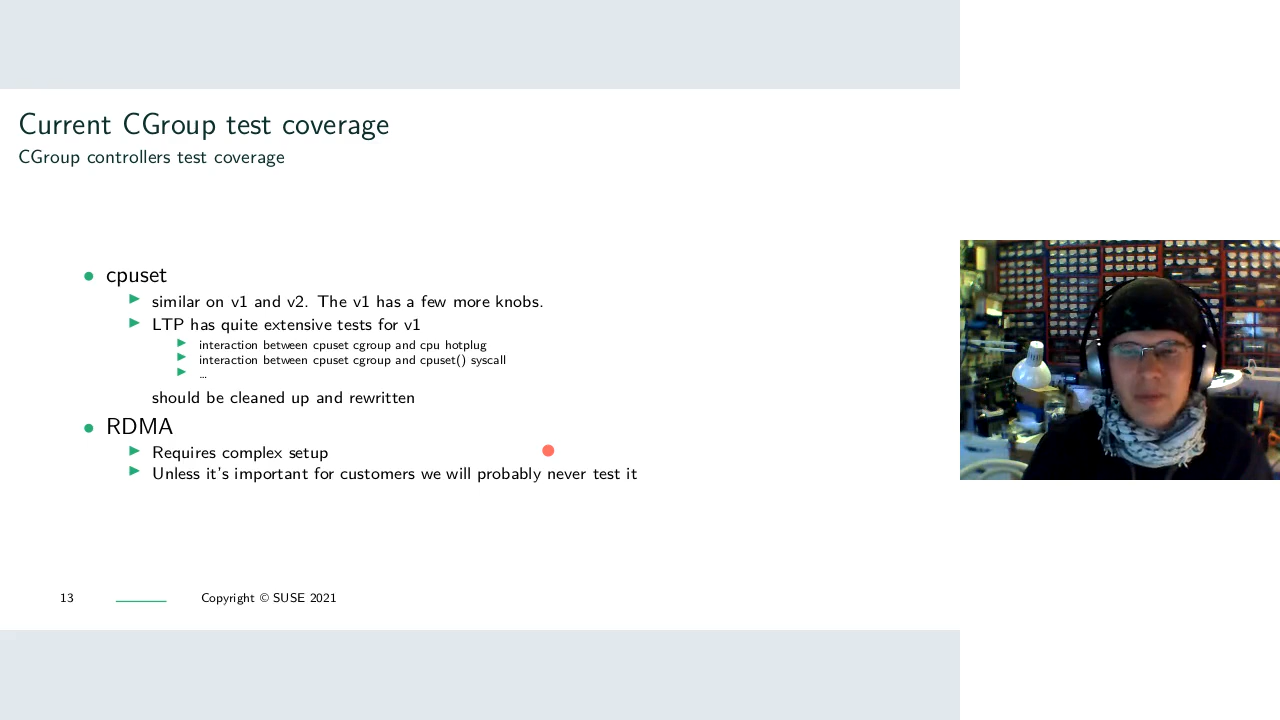 Current CGroup test coverage
CGroup controllers test coverage
cpuset
similar on v1 and v2. The v1 has a few more knobs.
LTP has quite extensive tests for v1
interaction between cpuset cgroup and cpu hotplug
interaction between cpuset cgroup and cpuset() syscall
...
should be cleaned up and rewritten
RDMA
Requires complex setup
Unless it's important for customers we will probably never test it
13
Copyright © SUSE 2021